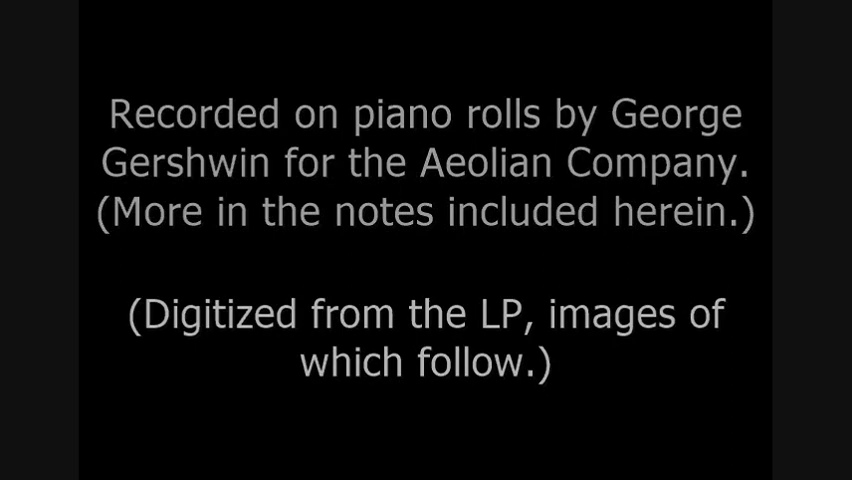 Recorded on piano rolls by George
Gershwin for the Aeolian Company.
(More in the notes included herein.)
(Digitized from the LP, images of
which follow.)